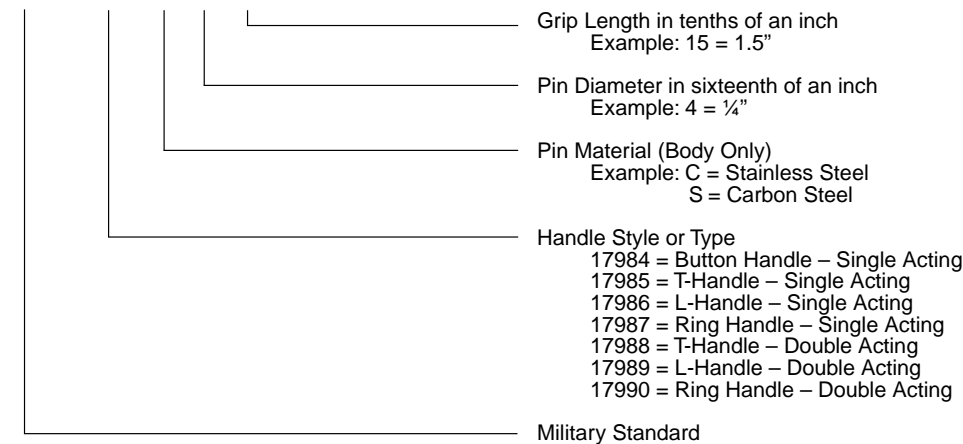 Grip Length in tenths of an inch
Example: 15 = 1.5”
Pin Diameter in sixteenth of an inch
Example: 4 = ¼”
Pin Material (Body Only)
Example: C = Stainless Steel
S = Carbon Steel
Handle Style or Type
17984 = Button Handle – Single Acting
17985 = T-Handle – Single Acting
17986 = L-Handle – Single Acting
17987 = Ring Handle – Single Acting
17988 = T-Handle – Double Acting
17989 = L-Handle – Double Acting
17990 = Ring Handle – Double Acting
Military Standard